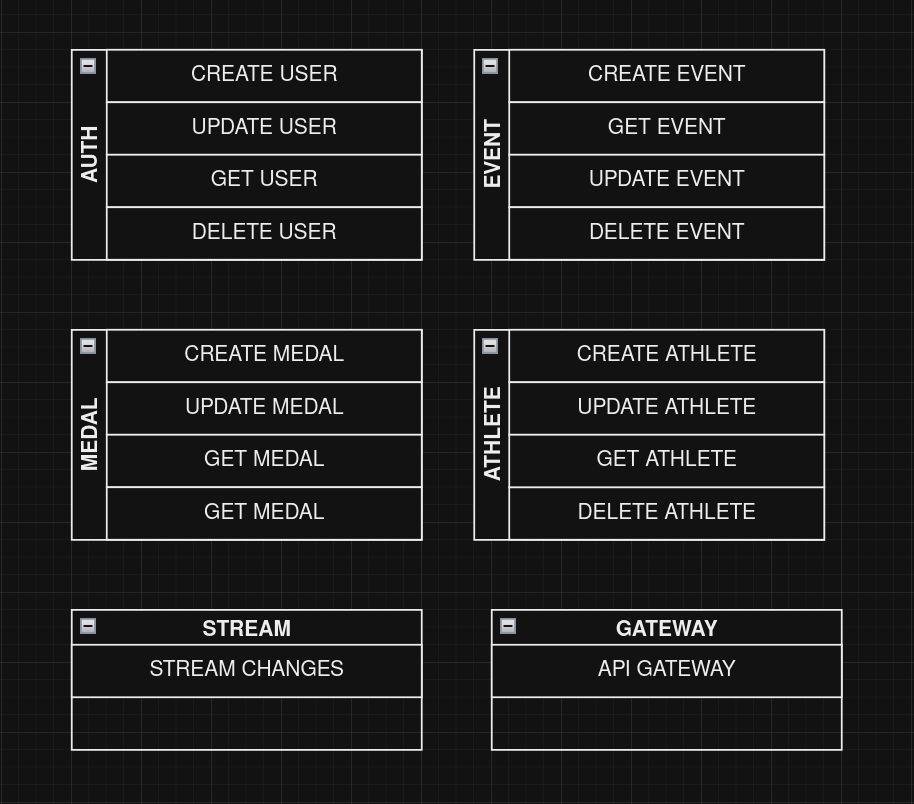 AUTH
CREATE USER
UPDATE USER
GET USER
DELETE USER
EVENT
CREATE EVENT
GET EVENT
UPDATE EVENT
DELETE EVENT
MEDAL
CREATE MEDAL
UPDATE MEDAL
GET MEDAL
GET MEDAL
ATHLETE
CREATE ATHLETE
UPDATE ATHLETE
GET ATHLETE
DELETE ATHLETE
STREAM
STREAM CHANGES
GATEWAY
API GATEWAY